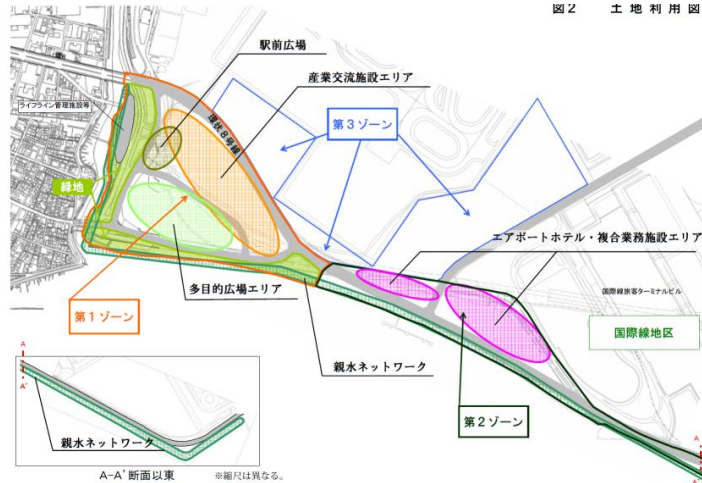 図2 土地利用図
駅前広場
産業交流施設エリア
ライフライン管理施設等
環状8号線
第3ゾーン
緑地
エアポートホテル・複合業務施設エリア
多目的広場エリア
国際線旅客ターミナルビル
第1ゾーン
国際線地区
親水ネットワーク
第2ゾーン
A
A'
親水ネットワーク
A-A'断面以東
※縮尺は異なる。
A
A'